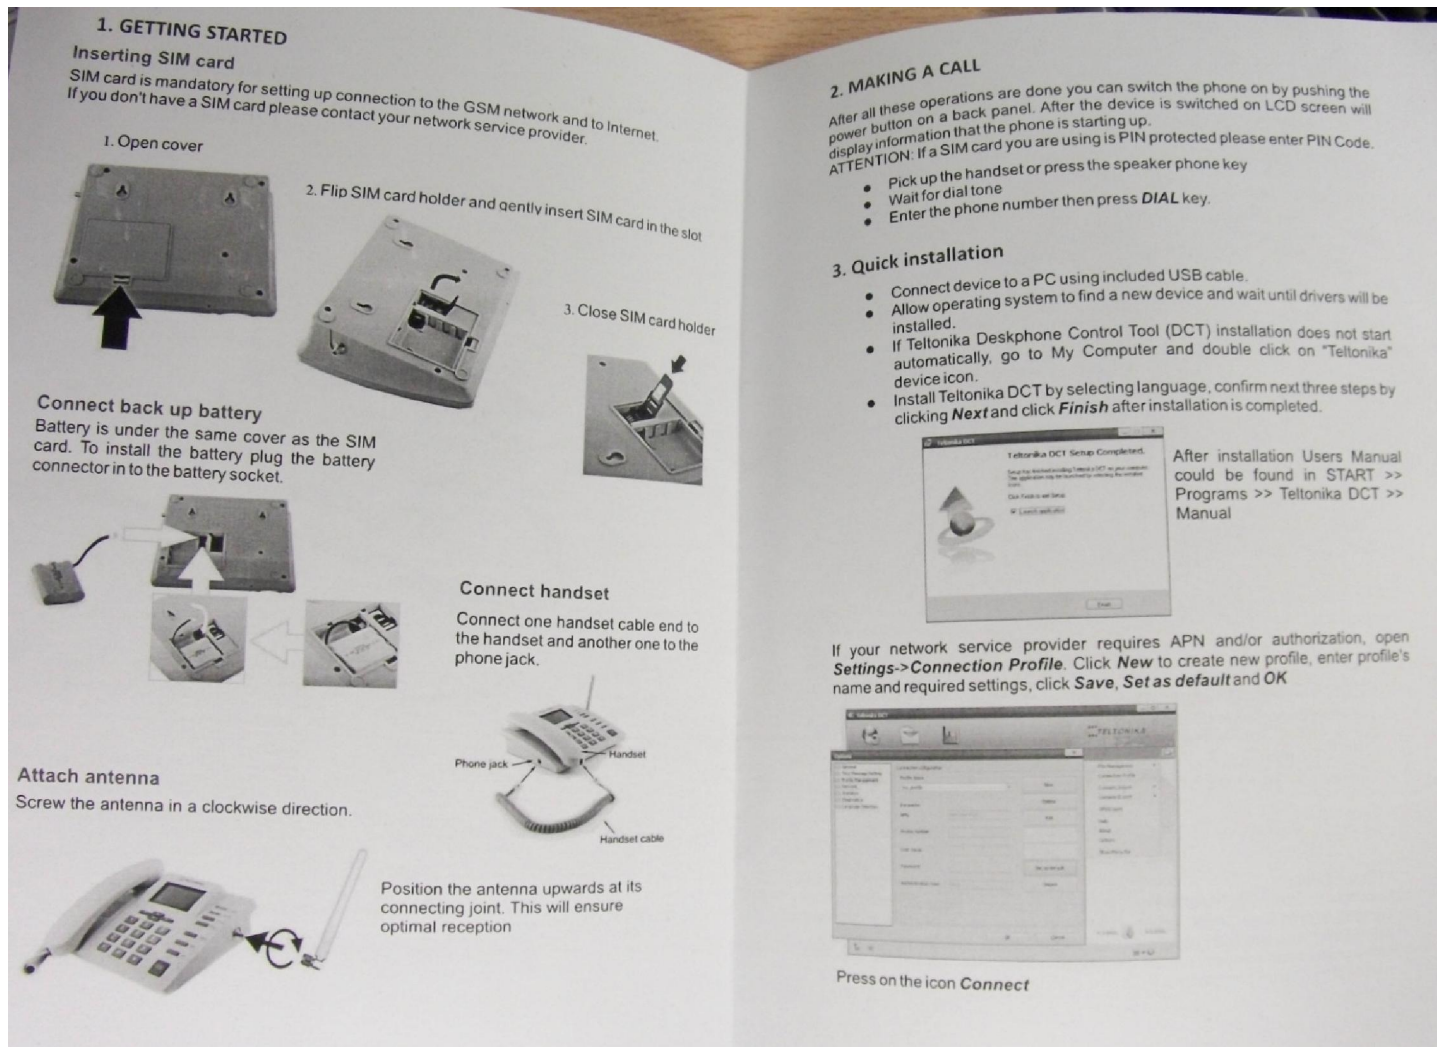 1. GETTING STARTED
Inserting SIM card
SIM card is mandatory for setting up connection to the GSM network and to Internet.
If you don't have a SIM card please contact your network service provider.
1. Open cover
2. Flip SIM card holder and gently insert SIM card in the slot
3. Close SIM card holder
Connect back up battery
Battery is under the same cover as the SIM
card. To install the battery plug the battery
connector in to the battery socket.
Connect handset
Connect one handset cable end to
the handset and another one to the
phone jack.
Phone jack
Handset
Handset cable
Attach antenna
Screw the antenna in a clockwise direction.
Position the antenna upwards at its
connecting joint. This will ensure
optimal reception
2. MAKING A CALL
After all these operations are done you can switch the phone on by pushing the
power button on a back panel. After the device is switched on LCD screen will
display information that the phone is starting up.
ATTENTION: If a SIM card you are using is PIN protected please enter PIN Code.
● Pick up the handset or press the speaker phone key
● Wait for dial tone
● Enter the phone number then press DIAL key.
3. Quick installation
● Connect device to a PC using included USB cable.
● Allow operating system to find a new device and wait until drivers will be
installed.
● If Teltonika Deskphone Control Tool (DCT) installation does not start
automatically, go to My Computer and double click on "Teltonika"
device icon.
● Install Teltonika DCT by selecting language, confirm next three steps by
clicking Next and click Finish after installation is completed.
Teltonika DCT
Teltonika DCT Setup Completed.
After installation Users Manual
could be found in START >>
Programs >> Teltonika DCT >>
Manual
If your network service provider requires APN and/or authorization, open
Settings->Connection Profile. Click New to create new profile, enter profile's
name and required settings, click Save, Set as default and OK
TELTONIKA
Press on the icon Connect